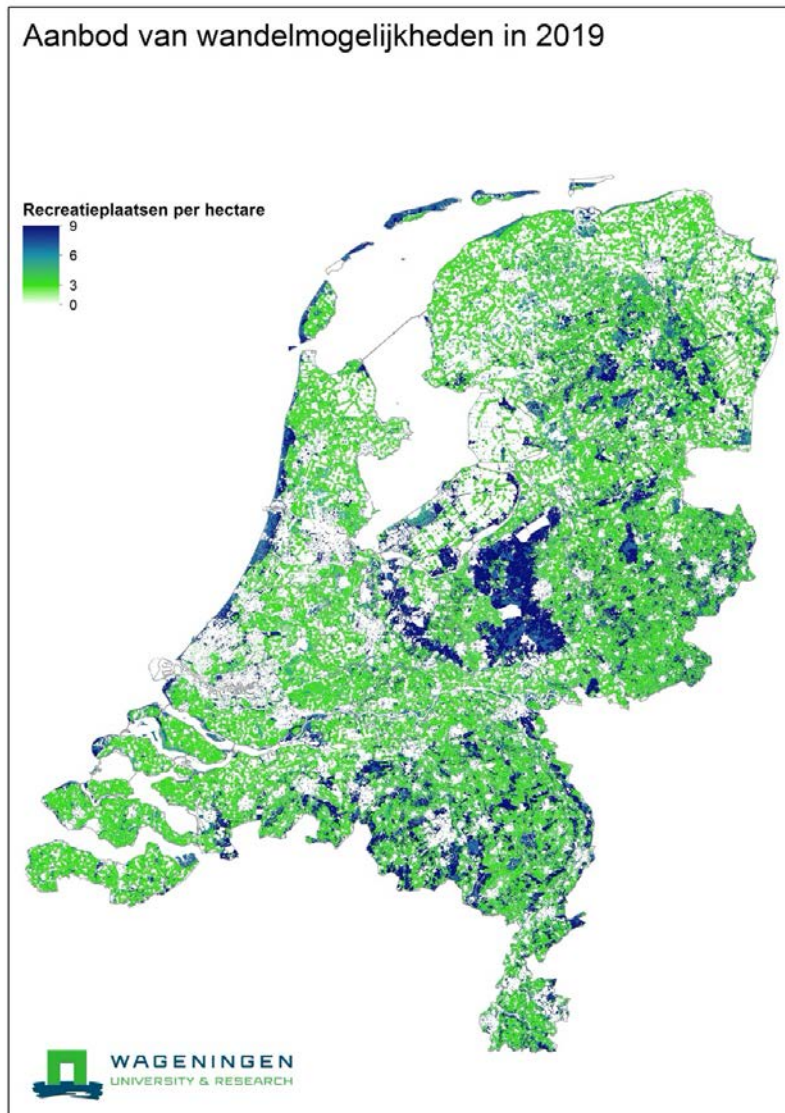 Aanbod van wandelmogelijkheden in 2019
Recreatieplaatsen per hectare
9
6
3
0
WAGENINGEN
UNIVERSITY & RESEARCH